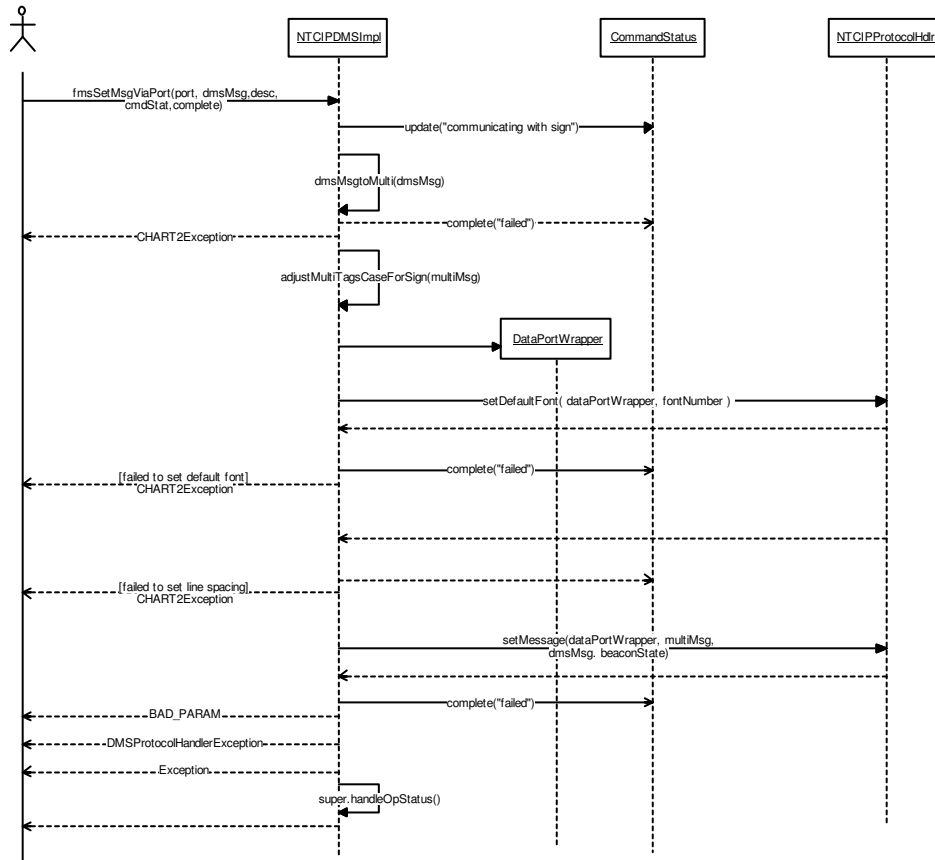 NTCIPDMSImpl
CommandStatus
NTCIPProtocolHdlr
fmsSetMsgViaPort(port, dmsMsg,desc,
cmdStat,complete)
update("communicating with sign")
dmsMsgtoMulti(dmsMsg)
complete("failed")
CHART2Exception
adjustMultiTagsCaseForSign(multiMsg)
DataPortWrapper
setDefaultFont( dataPortWrapper, fontNumber )
complete("failed")
[failed to set default font]
CHART2Exception
[failed to set line spacing]
CHART2Exception
setMessage(dataPortWrapper, multiMsg,
dmsMsg. beaconState)
complete("failed")
BAD_PARAM
DMSProtocolHandlerException
Exception
super.handleOpStatus()